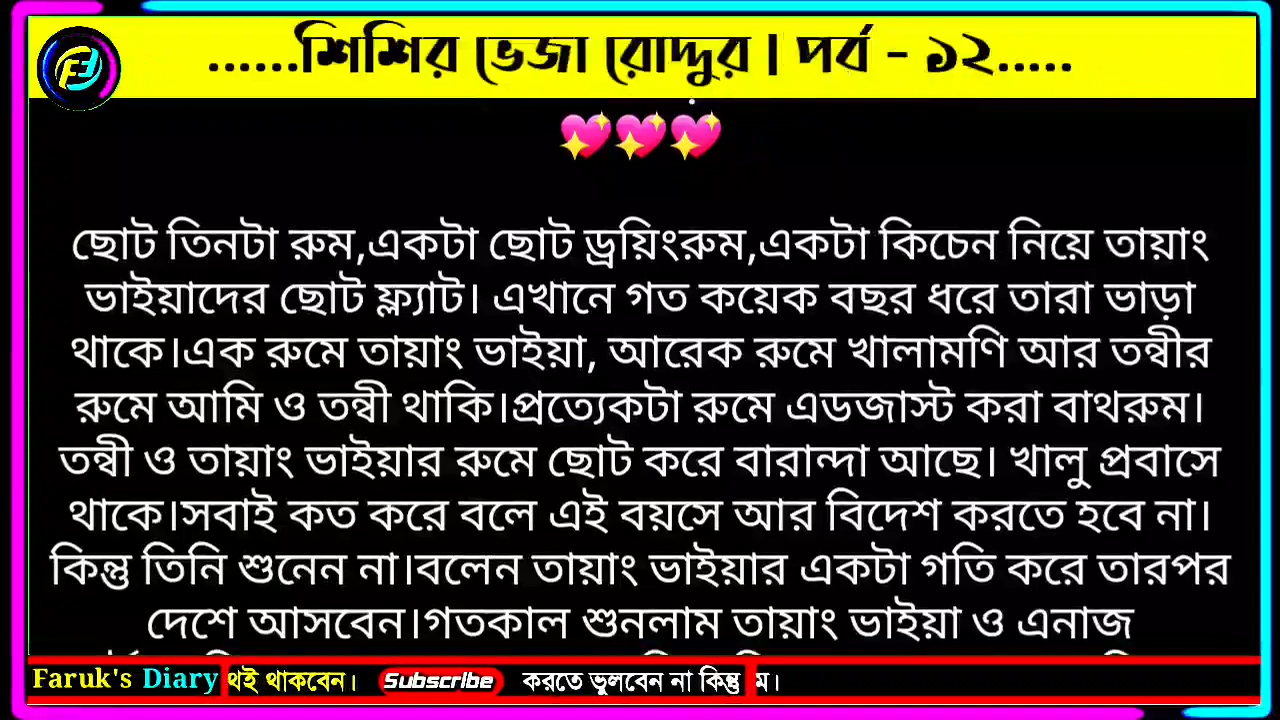 ......শিশির ভেজা রোদ্দুর | পর্ব - ১২.....
ছোট তিনটা রুম,একটা ছোট ড্রয়িংরুম,একটা কিচেন নিয়ে তায়াং
ভাইয়াদের ছোট ফ্ল্যাট। এখানে গত কয়েক বছর ধরে তারা ভাড়া
থাকে।এক রুমে তায়াং ভাইয়া, আরেক রুমে খালামণি আর তন্বীর
রুমে আমি ও তন্বী থাকি।প্রত্যেকটা রুমে এডজাস্ট করা বাথরুম।
তন্বী ও তায়াং ভাইয়ার রুমে ছোট করে বারান্দা আছে। খালু প্রবাসে
থাকে।সবাই কত করে বলে এই বয়সে আর বিদেশ করতে হবে না।
কিন্তু তিনি শুনেন না।বলেন তায়াং ভাইয়ার একটা গতি করে তারপর
দেশে আসবেন।গতকাল শুনলাম তায়াং ভাইয়া ও এনাজ
Faruk's Diary থই থাকবেন। Subscribe করতে ভুলবেন না কিন্তু ম।